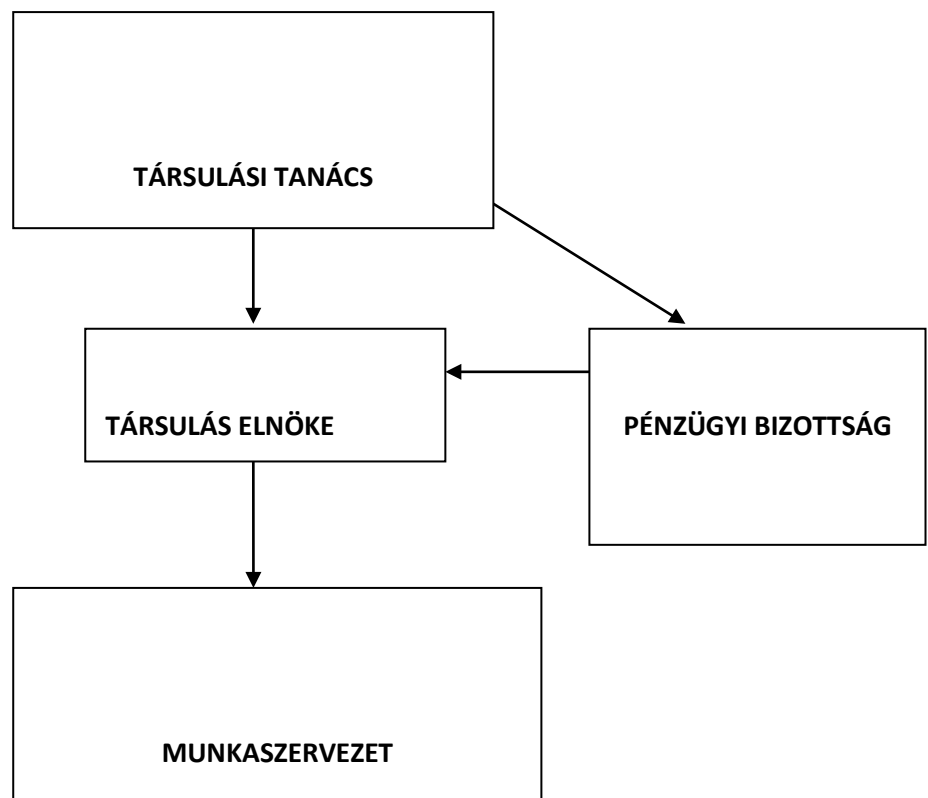 TÁRSULÁSI TANÁCS
TÁRSULÁS ELNÖKE
PÉNZÜGYI BIZOTTSÁG
MUNKASZERVEZET